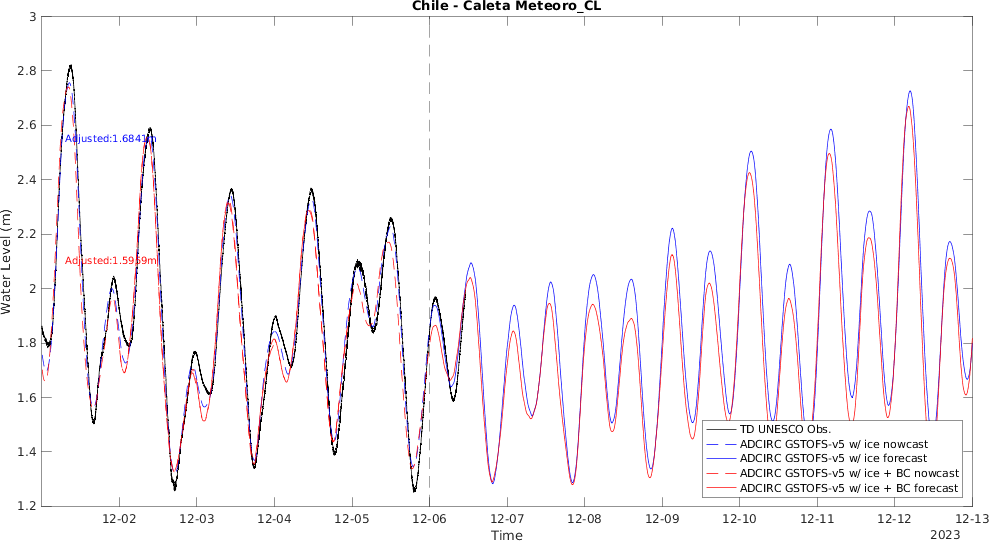 Chile - Caleta Meteoro_CL
Water Level (m)
3
2.8
2.6
2.4
2.2
2
1.8
1.6
1.4
1.2
Adjusted:1.6841m
Adjusted:1.5959m
TD UNESCO Obs.
ADCIRC GSTOFS-v5 w/ ice nowcast
ADCIRC GSTOFS-v5 w/ ice forecast
ADCIRC GSTOFS-v5 w/ ice + BC nowcast
ADCIRC GSTOFS-v5 w/ ice + BC forecast
12-02 12-03 12-04 12-05 12-06 12-07 12-08 12-09 12-10 12-11 12-12 12-13
Time
2023